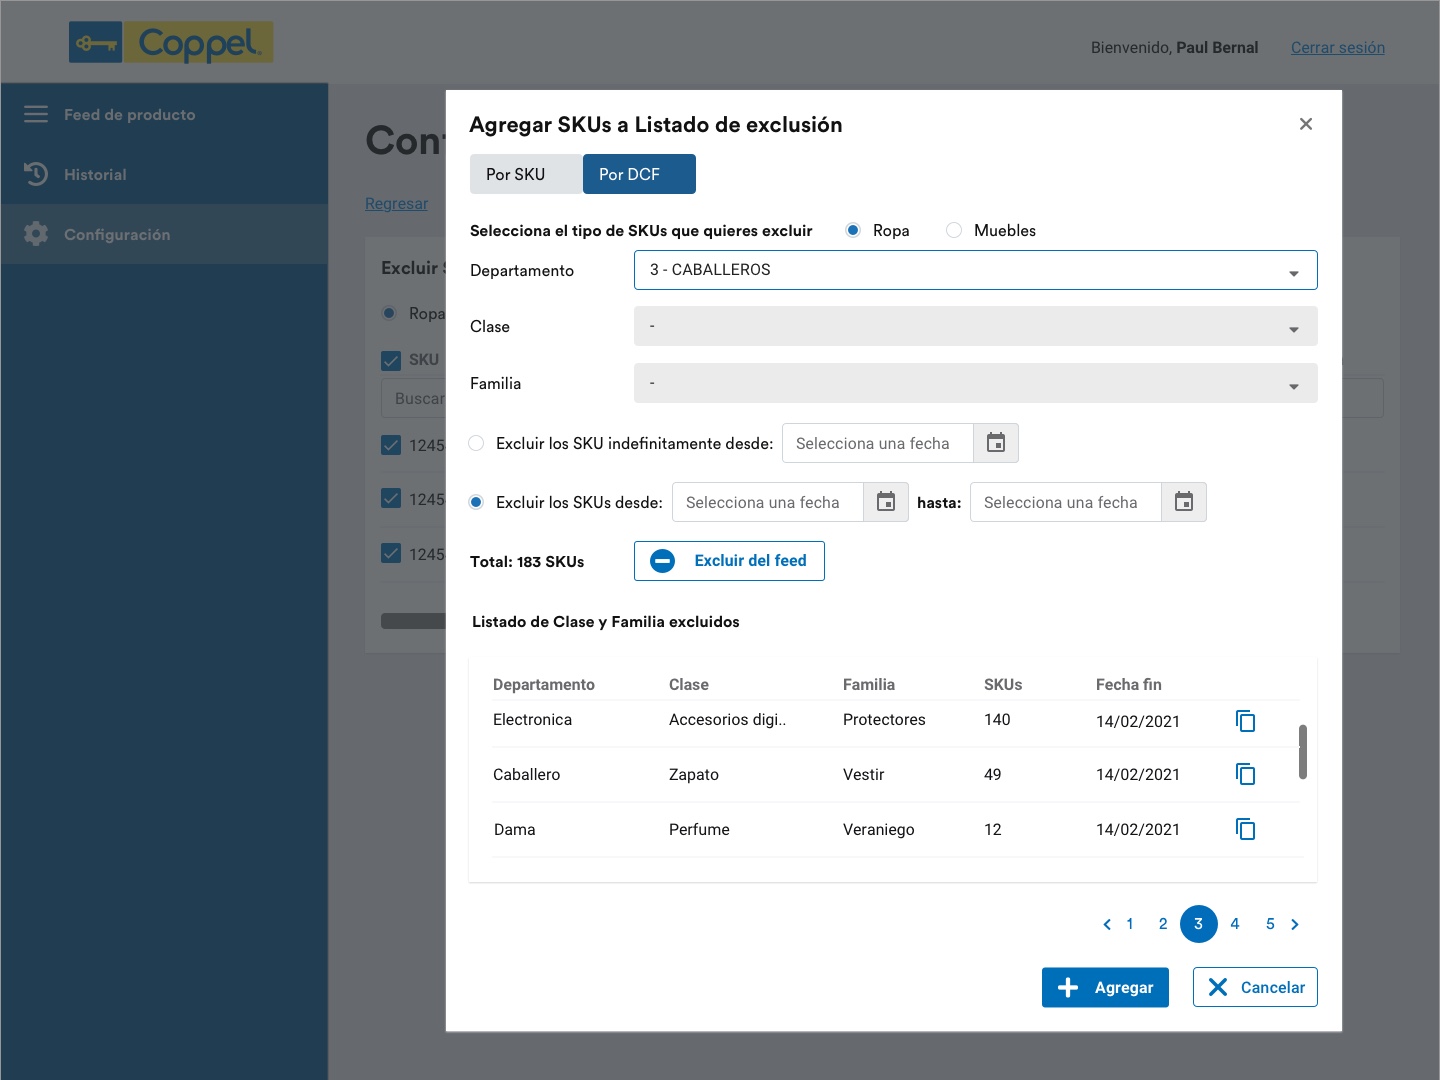 Coppel.
Bienvenido, Paul Bernal
Cerrar sesión
Feed de producto
Historial
Configuración
Regresar
Ropa
SKU
Buscar
Agregar SKUs a Listado de exclusión
Por SKU
Por DCF
Selecciona el tipo de SKUs que quieres excluir
Ropa
Muebles
Departamento
3 - CABALLEROS
Clase
-
Familia
-
Excluir los SKU indefinitamente desde:
Selecciona una fecha
Excluir los SKUs desde:
Selecciona una fecha
hasta:
Selecciona una fecha
Total: 183 SKUs
Excluir del feed
Listado de Clase y Familia excluidos
Departamento Clase Familia SKUs Fecha fin
Electronica Accesorios digi.. Protectores 140 14/02/2021
Caballero Zapato Vestir 49 14/02/2021
Dama Perfume Veraniego 12 14/02/2021
1 2 3 4 5
Agregar
Cancelar